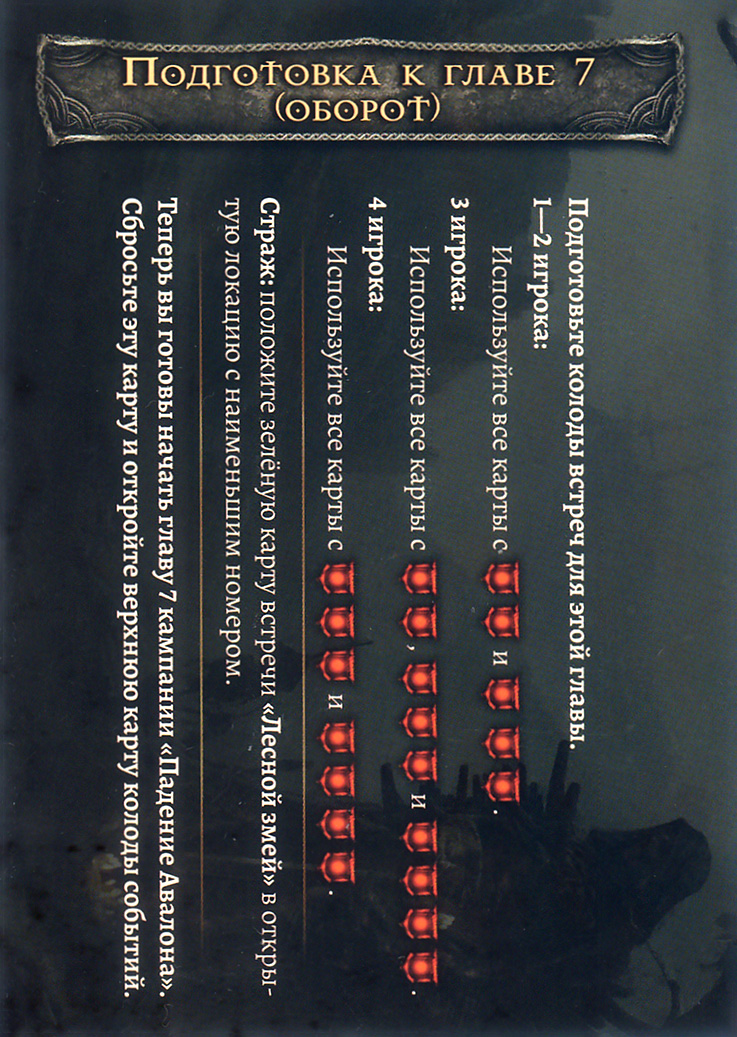 Подготовка к главе 7
(оборот)
Подготовьте колоды встреч для этой главы.
1—2 игрока:
Используйте все карты с и .
3 игрока:
Используйте все карты с , и .
4 игрока:
Используйте все карты с и .
Страж: положите зелёную карту встречи «Лесной змей» в откры-
тую локацию с наименьшим номером.
Теперь вы готовы начать главу 7 кампании «Падение Авалона».
Сбросьте эту карту и откройте верхнюю карту колоды событий.